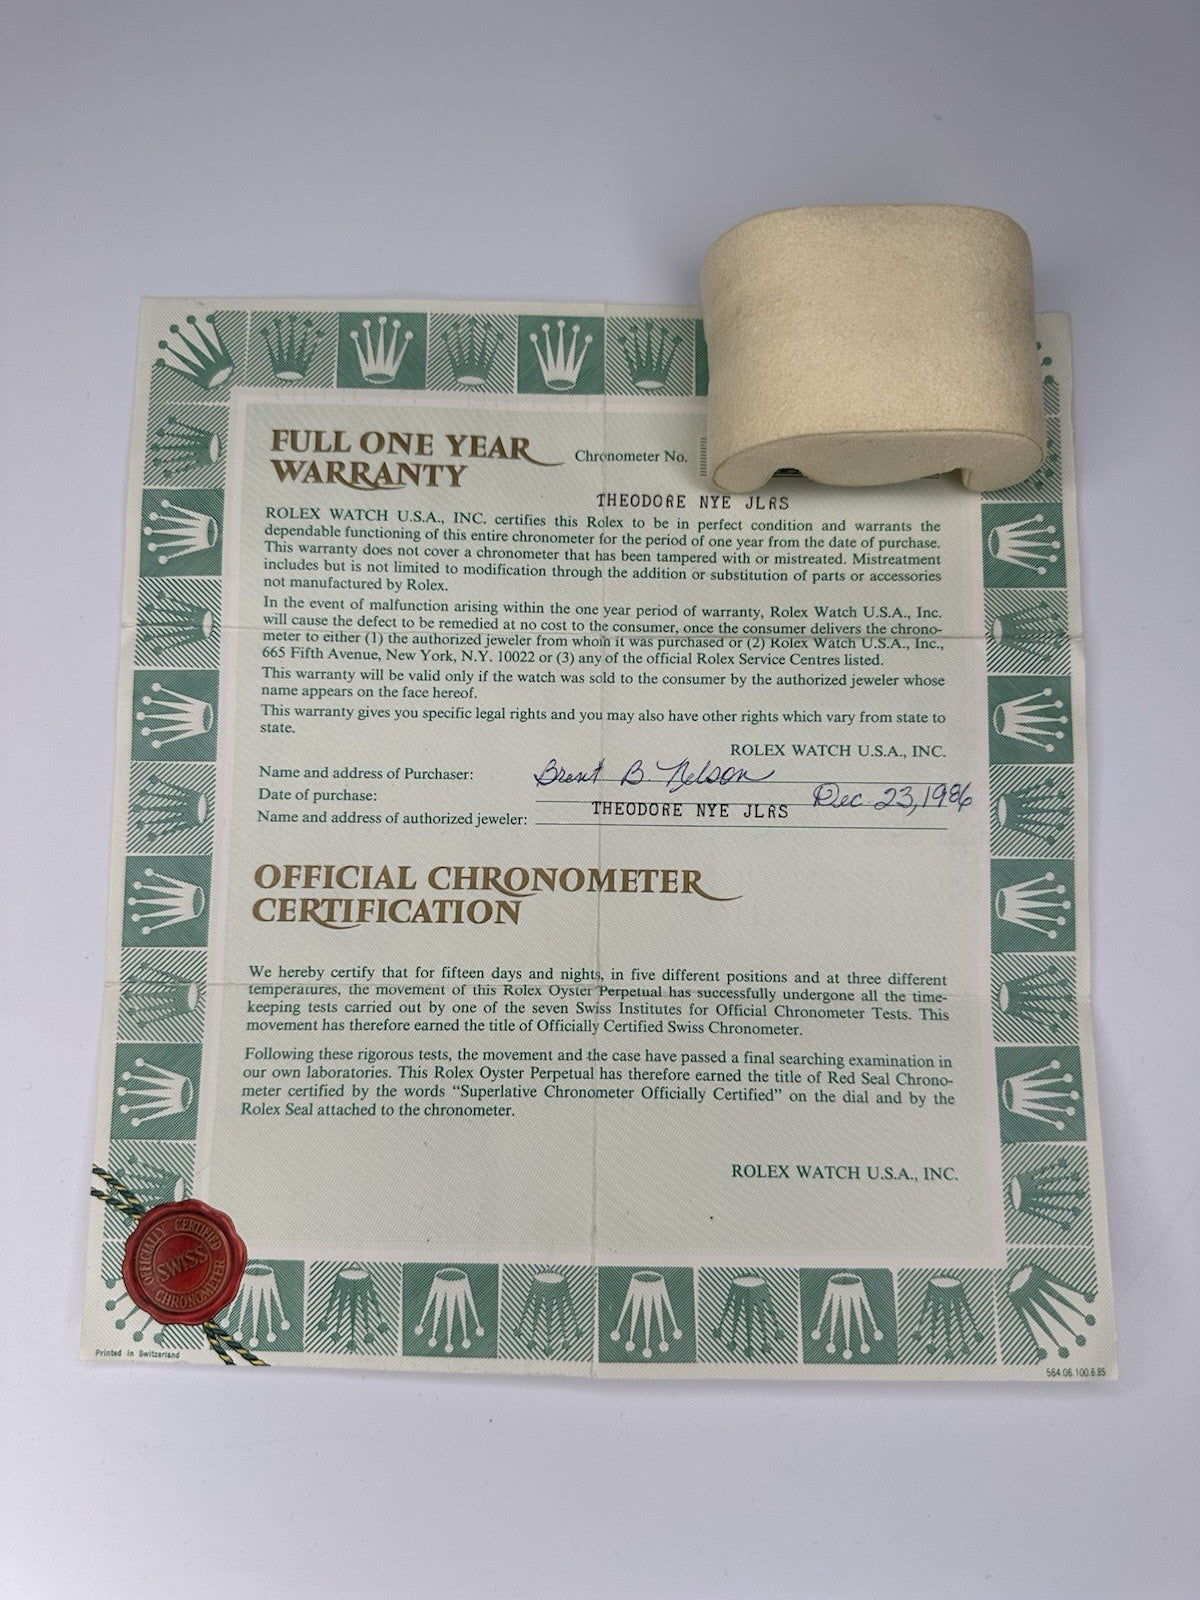 FULL ONE YEAR
WARRANTY
Chronometer No.
THEODORE NYE JLRS
ROLEX WATCH U.S.A., INC. certifies this Rolex to be in perfect condition and warrants the
dependable functioning of this entire chronometer for the period of one year from the date of purchase.
This warranty does not cover a chronometer that has been tampered with or mistreated. Mistreatment
includes but is not limited to modification through the addition or substitution of parts or accessories
not manufactured by Rolex.
In the event of malfunction arising within the one year period of warranty, Rolex Watch U.S.A., Inc.
will cause the defect to be remedied at no cost to the consumer, once the consumer delivers the chrono-
meter to either (1) the authorized jeweler from whom it was purchased or (2) Rolex Watch U.S.A., Inc.,
665 Fifth Avenue, New York, N.Y. 10022 or (3) any of the official Rolex Service Centres listed.
This warranty will be valid only if the watch was sold to the consumer by the authorized jeweler whose
name appears on the face hereof.
This warranty gives you specific legal rights and you may also have other rights which vary from state to
state.
ROLEX WATCH U.S.A., INC.
Name and address of Purchaser: Brent B. Nelson
Date of purchase: Dec 23, 1986
Name and address of authorized jeweler: THEODORE NYE JLRS
OFFICIAL CHRONOMETER
CERTIFICATION
We hereby certify that for fifteen days and nights, in five different positions and at three different
temperatures, the movement of this Rolex Oyster Perpetual has successfully undergone all the time-
keeping tests carried out by one of the seven Swiss Institutes for Official Chronometer Tests. This
movement has therefore earned the title of Officially Certified Swiss Chronometer.
Following these rigorous tests, the movement and the case have passed a final searching examination in
our own laboratories. This Rolex Oyster Perpetual has therefore earned the title of Red Seal Chrono-
meter certified by the words “Superlative Chronometer Officially Certified” on the dial and by the
Rolex Seal attached to the chronometer.
ROLEX WATCH U.S.A., INC.
OFFICIALLY CERTIFIED
SWISS
CHRONOMETER
Printed in Switzerland
564.06.100.6.85